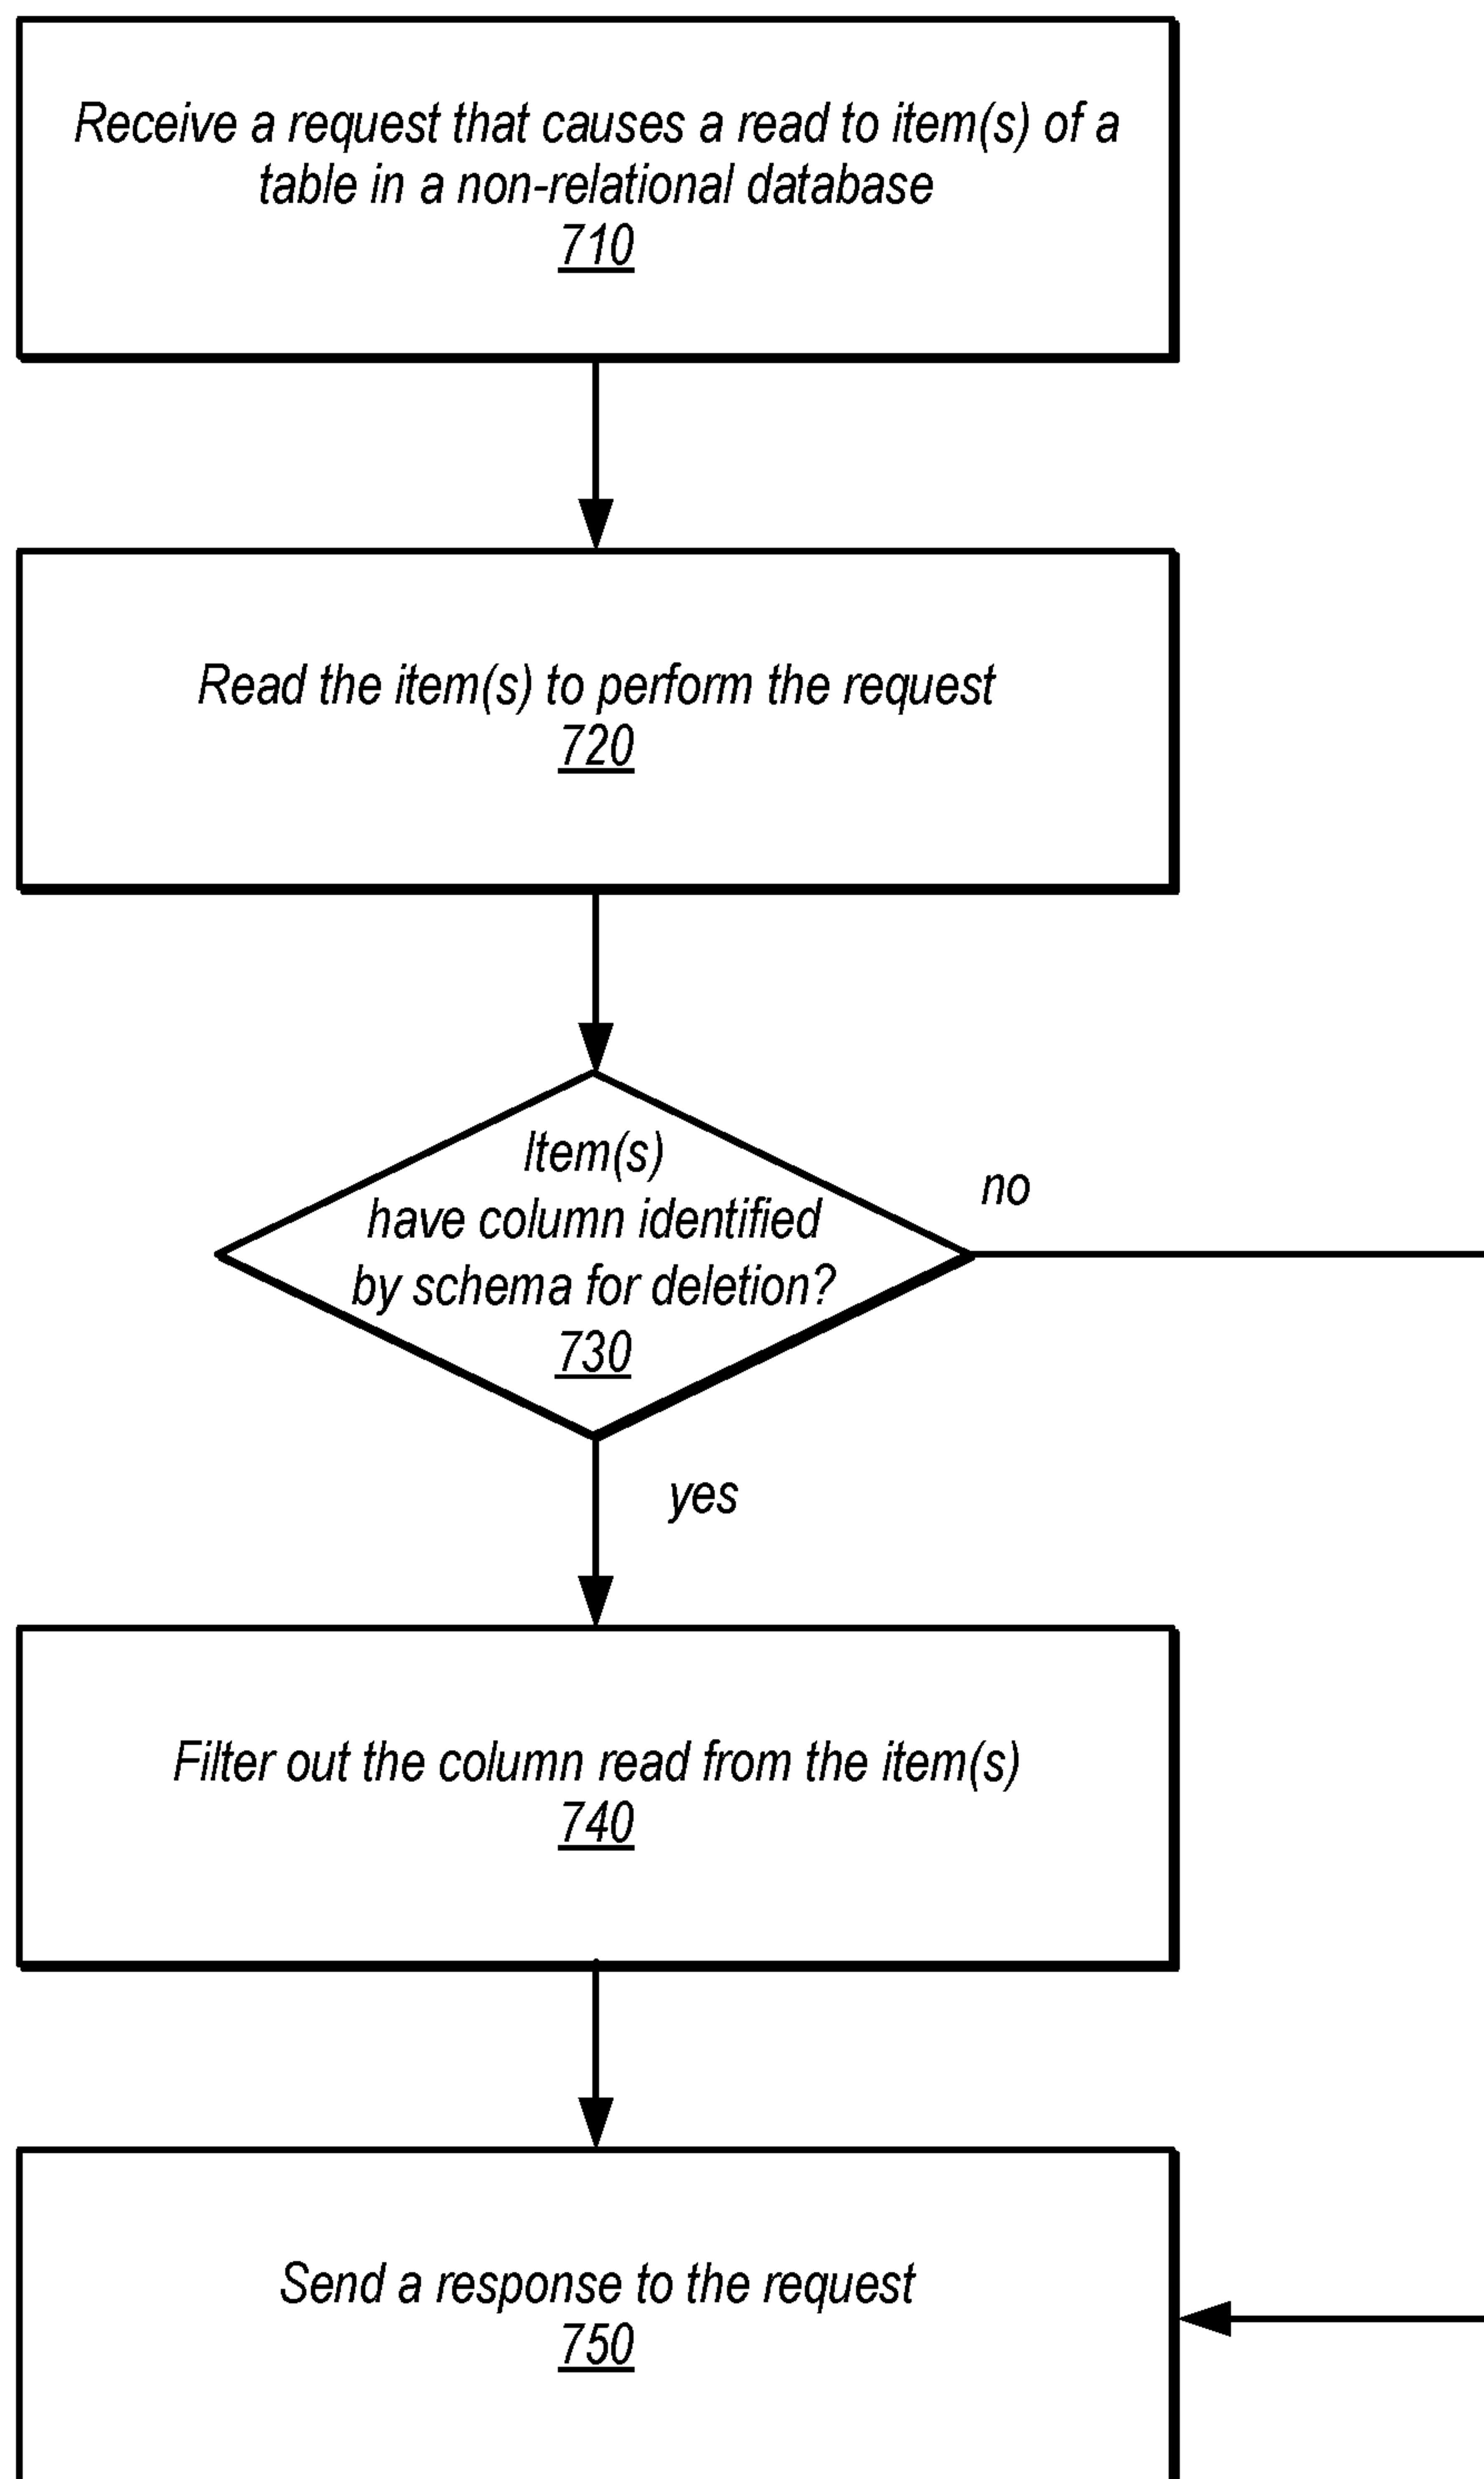 Receive a request that causes a read to item(s) of a
table in a non-relational database
710
Read the item(s) to perform the request
720
Item(s)
have column identified
by schema for deletion?
730
no
yes
Filter out the column read from the item(s)
740
Send a response to the request
750